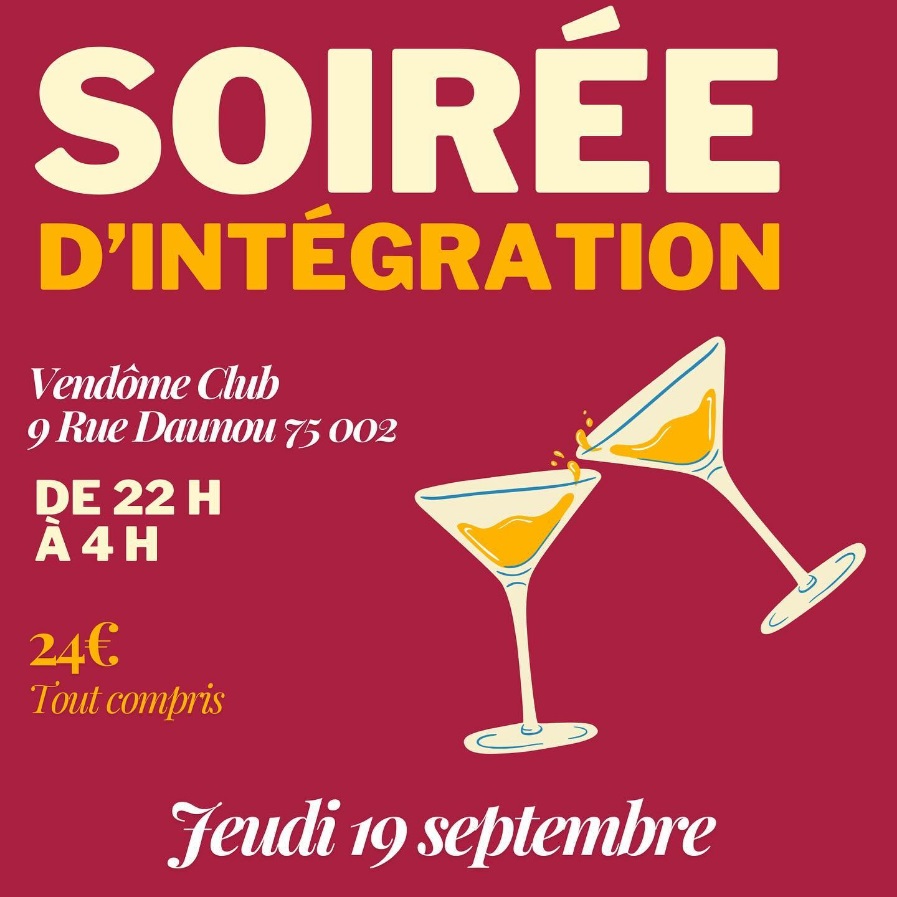 SOIRÉE
D'INTÉGRATION
Vendôme Club
9 Rue Daunou 75 002
DE 22 H
À 4 H
24€
Tout compris
Jeudi 19 septembre